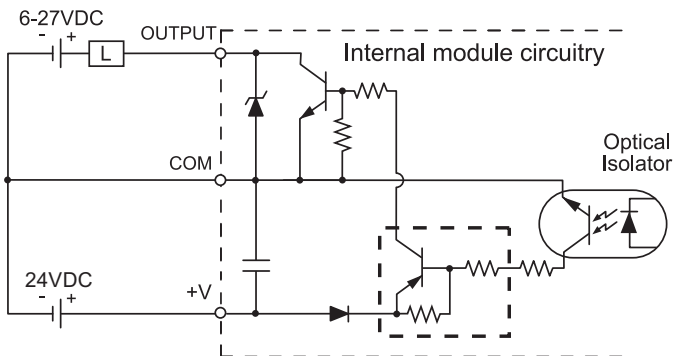 6-27VDC
- +
L
OUTPUT
Internal module circuitry
Optical
Isolator
COM
24VDC
- +
+V